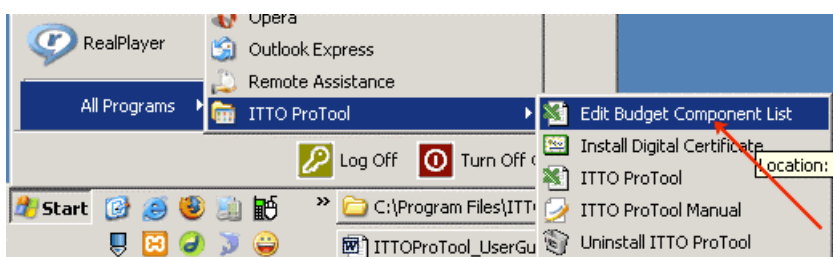 Opera
RealPlayer
Outlook Express
Remote Assistance
All Programs
ITTO ProTool
Edit Budget Component List
Install Digital Certificate
Location:
Log Off
Turn Off
ITTO ProTool
Start
»
C:\Program Files\ITT
ITTO ProTool Manual
ITTOProTool_UserGu
Uninstall ITTO ProTool